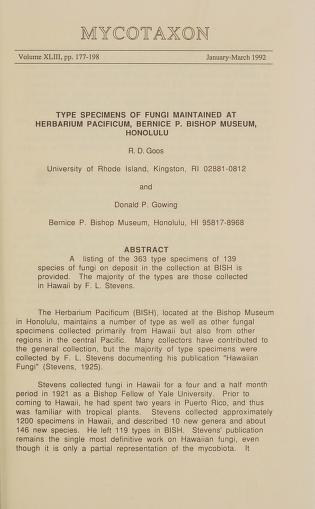 MYCOTAXON
Volume XLIII, pp. 177-198 January-March 1992
TYPE SPECIMENS OF FUNGI MAINTAINED AT
HERBARIUM PACIFICUM, BERNICE P. BISHOP MUSEUM,
HONOLULU
R. D. Goos
University of Rhode Island, Kingston, RI 02881-0812
and
Donald P. Gowing
Bernice P. Bishop Museum, Honolulu, HI 95817-8968
ABSTRACT
A listing of the 363 type specimens of 139
species of fungi on deposit in the collection at BISH is
provided. The majority of the types are those collected
in Hawaii by F. L. Stevens.
The Herbarium Pacificum (BISH), located at the Bishop Museum
in Honolulu, maintains a number of type as well as other fungal
specimens collected primarily from Hawaii but also from other
regions in the central Pacific. Many collectors have contributed to
the general collection, but the majority of type specimens were
collected by F. L. Stevens documenting his publication "Hawaiian
Fungi" (Stevens, 1925).
Stevens collected fungi in Hawaii for a four and a half month
period in 1921 as a Bishop Fellow of Yale University. Prior to
coming to Hawaii, he had spent two years in Puerto Rico, and thus
was familiar with tropical plants. Stevens collected approximately
1200 specimens in Hawaii, and described 10 new genera and about
146 new species. He left 119 types in BISH. Stevens' publication
remains the single most definitive work on Hawaiian fungi, even
though it is only a partial representation of the mycobiota. It